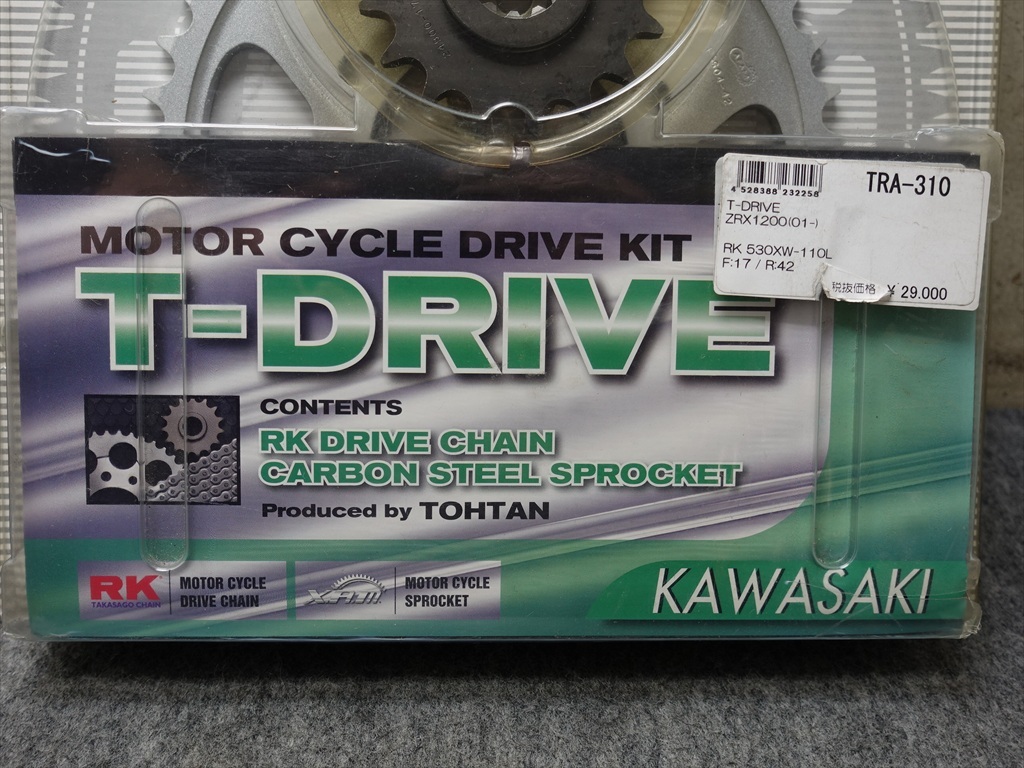 4 528388 232258
TRA-310
T-DRIVE
ZRX1200(01-)
RK 530XW-110L
F:17 / R:42
税抜価格 ¥ 29.000
MOTOR CYCLE DRIVE KIT
T-DRIVE
CONTENTS
RK DRIVE CHAIN
CARBON STEEL SPROCKET
Produced by TOHTAN
RK
TAKASAGO CHAIN
MOTOR CYCLE
DRIVE CHAIN
XAM
MOTOR CYCLE
SPROCKET
KAWASAKI